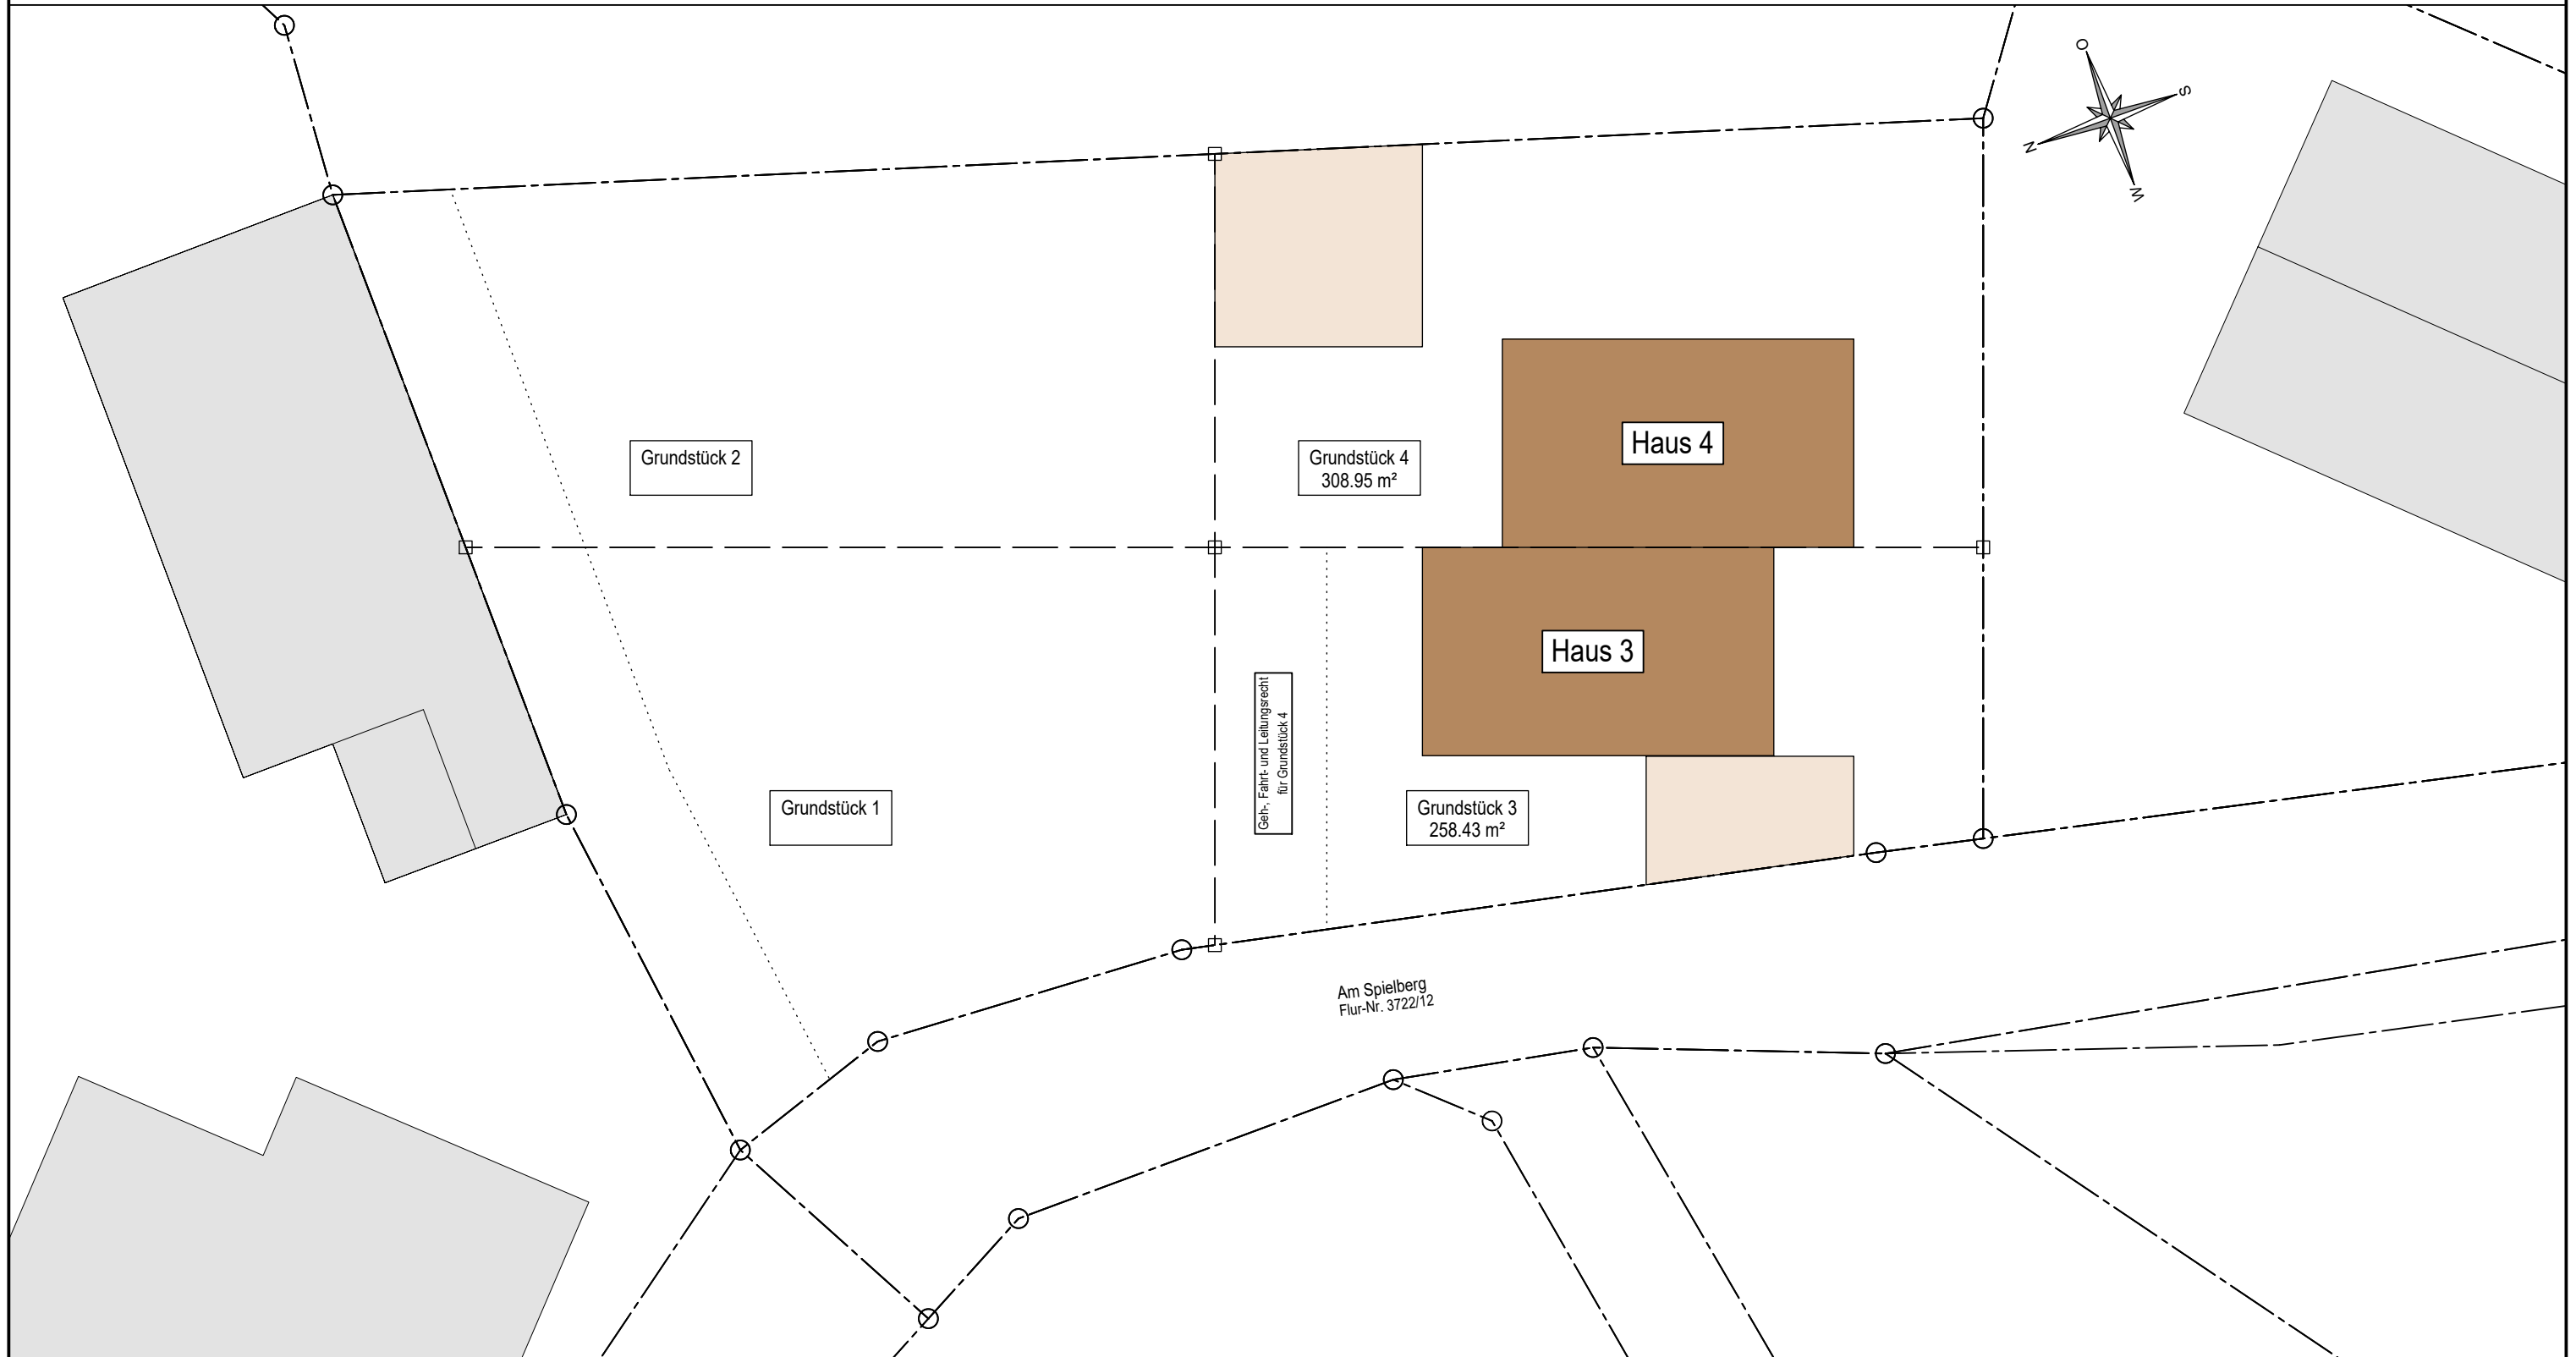 O
S
N
W
Grundstück 2
Grundstück 4
308.95 m²
Haus 4
Haus 3
Geh-, Fahrt- und Leitungsrecht
für Grundstück 4
Grundstück 1
Grundstück 3
258.43 m²
Am Spielberg
Flur-Nr. 3722/12